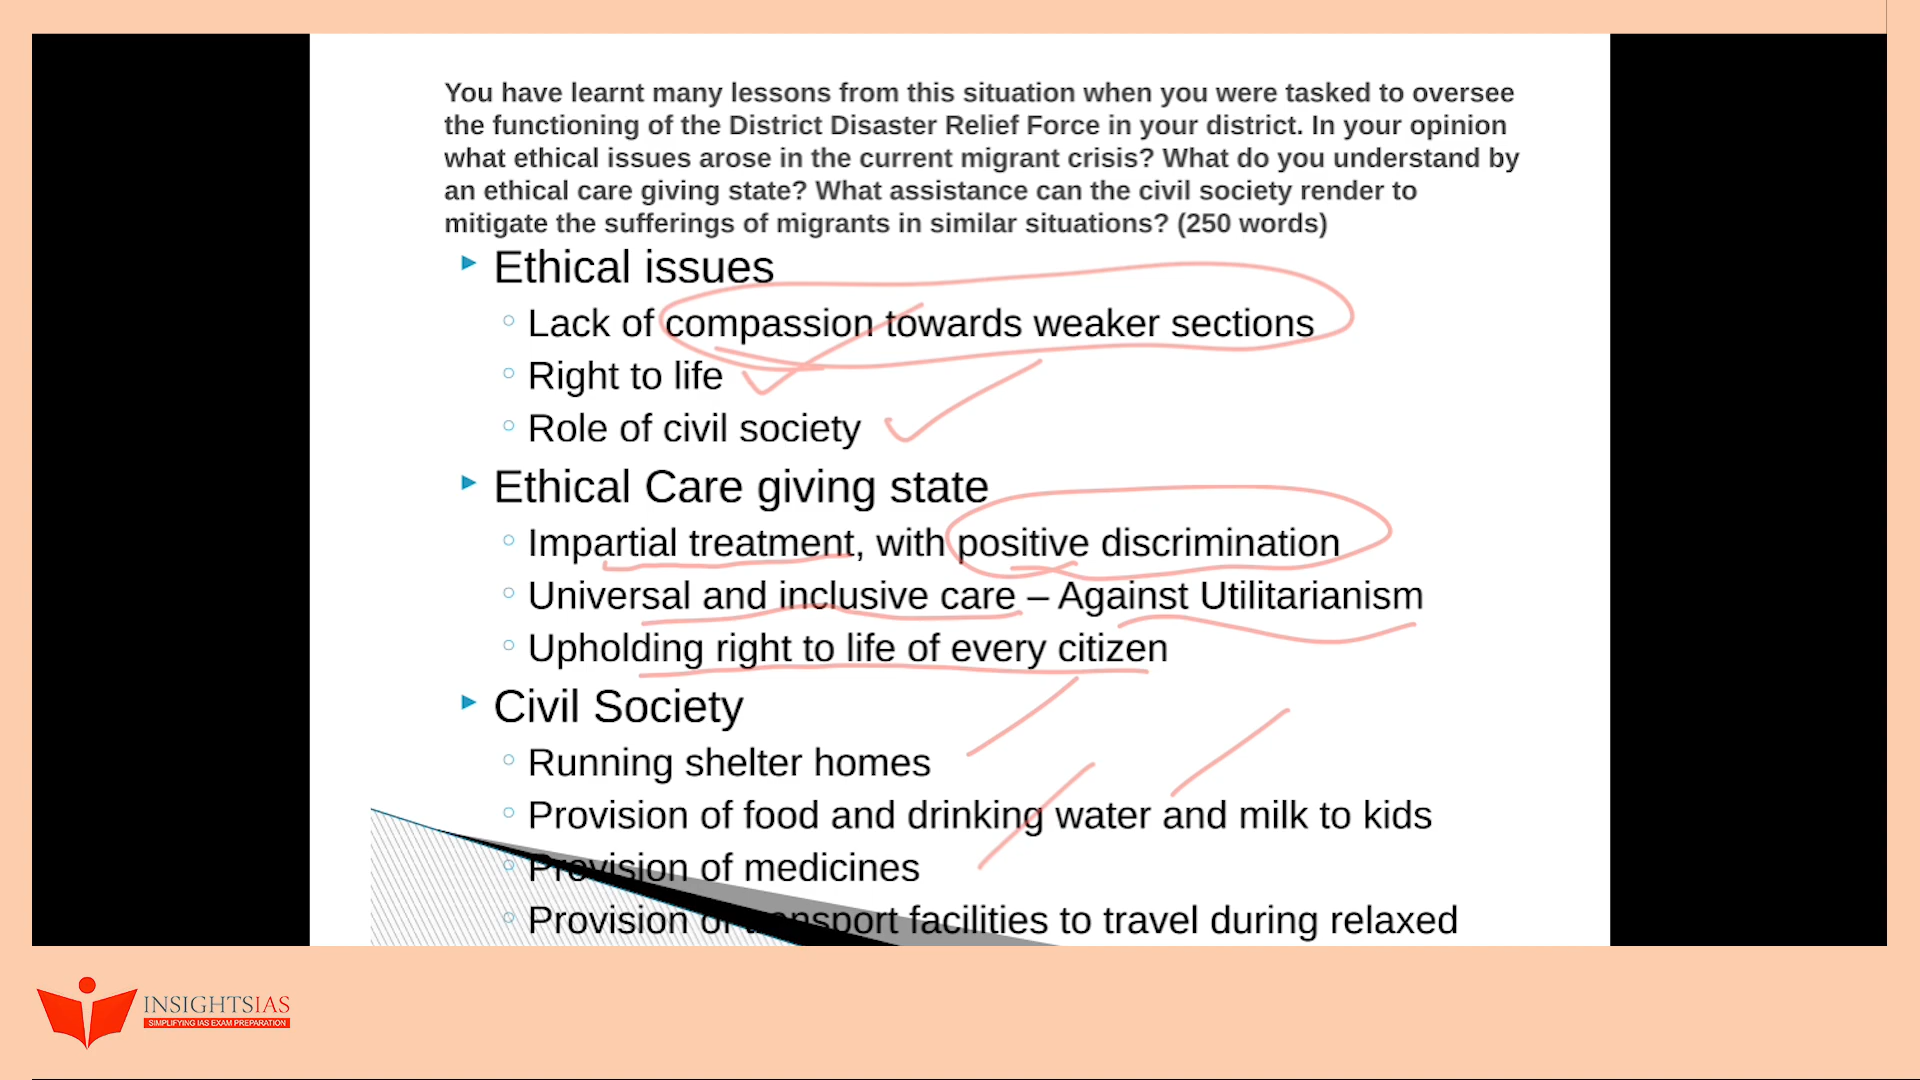 You have learnt many lessons from this situation when you were tasked to oversee
the functioning of the District Disaster Relief Force in your district. In your opinion
what ethical issues arose in the current migrant crisis? What do you understand by
an ethical care giving state? What assistance can the civil society render to
mitigate the sufferings of migrants in similar situations? (250 words)
Ethical issues
Lack of compassion towards weaker sections
Right to life
Role of civil society
Ethical Care giving state
Impartial treatment, with positive discrimination
Universal and inclusive care – Against Utilitarianism
Upholding right to life of every citizen
Civil Society
Running shelter homes
Provision of food and drinking water and milk to kids
Provision of medicines
Provision of transport facilities to travel during relaxed
INSIGHTSIAS
SIMPLIFYING IAS EXAM PREPARATION